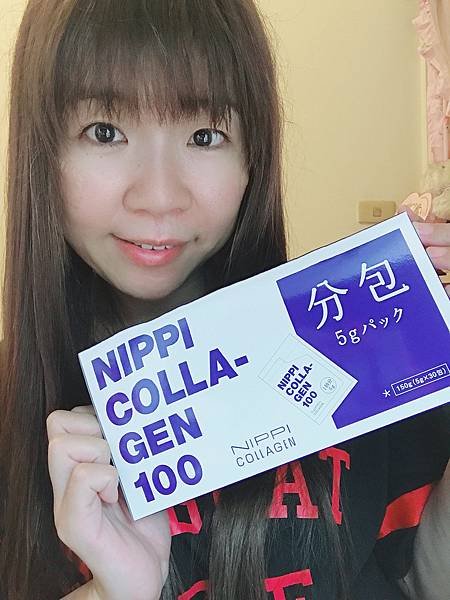 NIPPI
COLLA-
GEN
100
分包
5gパック
NIPPI
COLLA-
GEN
100
NIPPI
COLLAGEN
150g(5g×30包)